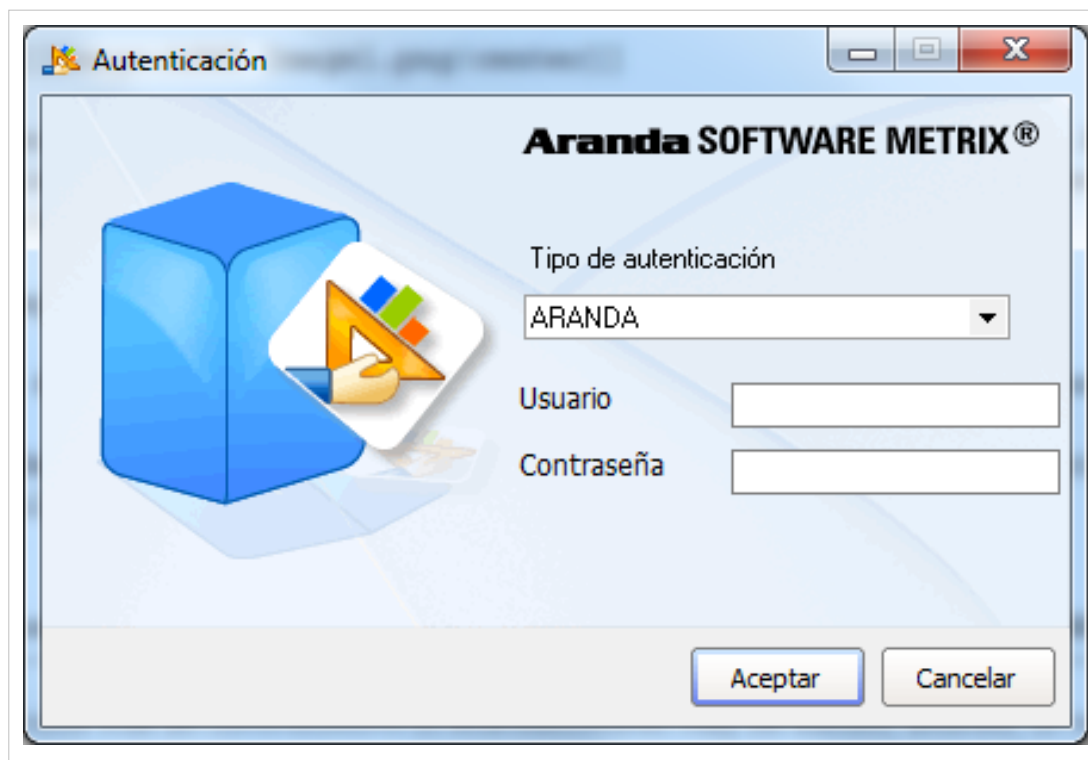 Autenticación
Aranda SOFTWARE METRIX®
Tipo de autenticación
ARANDA
Usuario
Contraseña
Aceptar
Cancelar